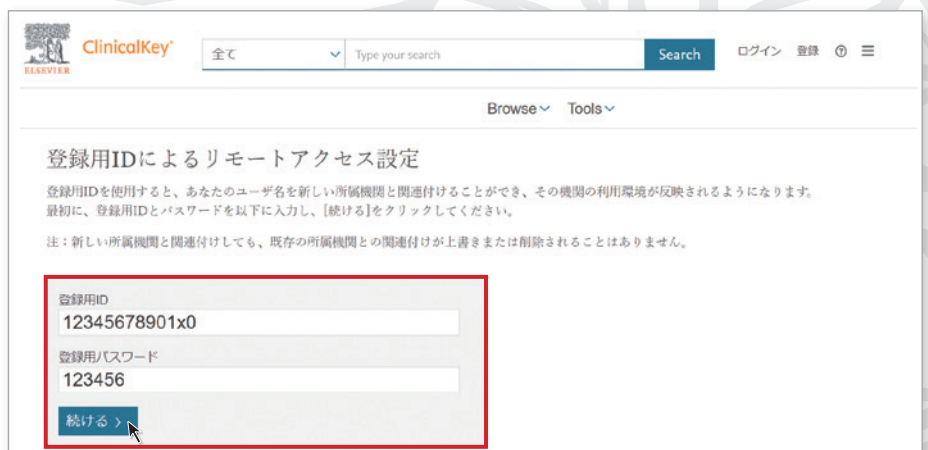 ELSEVIER
ClinicalKey
全て
Type your search
Search
ログイン 登録 ?
Browse Tools
登録用IDによるリモートアクセス設定
登録用IDを使用すると、あなたのユーザ名を新しい所属機関と関連付けることができ、その機関の利用環境が反映されるようになります。
最初に、登録用IDとパスワードを以下に入力し、[続ける]をクリックしてください。
注：新しい所属機関と関連付けしても、既存の所属機関との関連付けが上書きまたは削除されることはありません。
登録用ID
12345678901x0
登録用パスワード
123456
続ける >